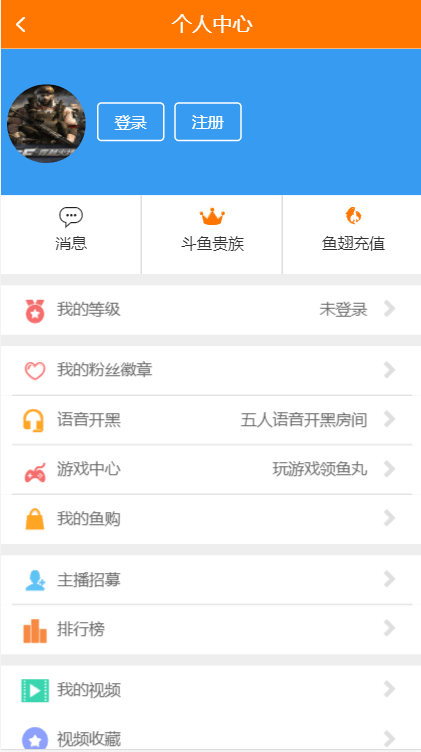 个人中心
登录
注册
消息
斗鱼贵族
鱼翅充值
我的等级
未登录
我的粉丝徽章
语音开黑
五人语音开黑房间
游戏中心
玩游戏领鱼丸
我的鱼购
主播招募
排行榜
我的视频
视频收藏